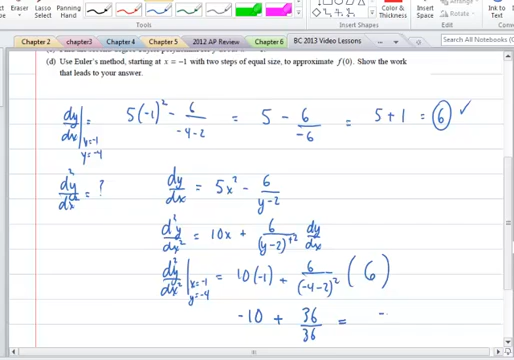 Eraser Lasso Select Page Panning Tools
Insert Shapes
Color & Thickness
Ink to Text
Chapter 2 chapter3 Chapter 4 Chapter 5 2012 AP Review Chapter 6 BC 2013 Video Lessons Search All Notebooks
(d) Use Euler's method, starting at x = −1 with two steps of equal size, to approximate f(0). Show the work
that leads to your answer.
dy/dx |x=-1 y=-4 5(-1)² - 6/(-4-2) = 5 - 6/-6 = 5 + 1 = 6 ✓
d²y/dx² = ? dy/dx = 5x² - 6/(y-2)
d²y/dx² = 10x + 6/(y-2)^+2 dy/dx
d²y/dx² |x=-1 y=-4 = 10(-1) + 6/(-4-2)² (6)
-10 + 36/36 = -